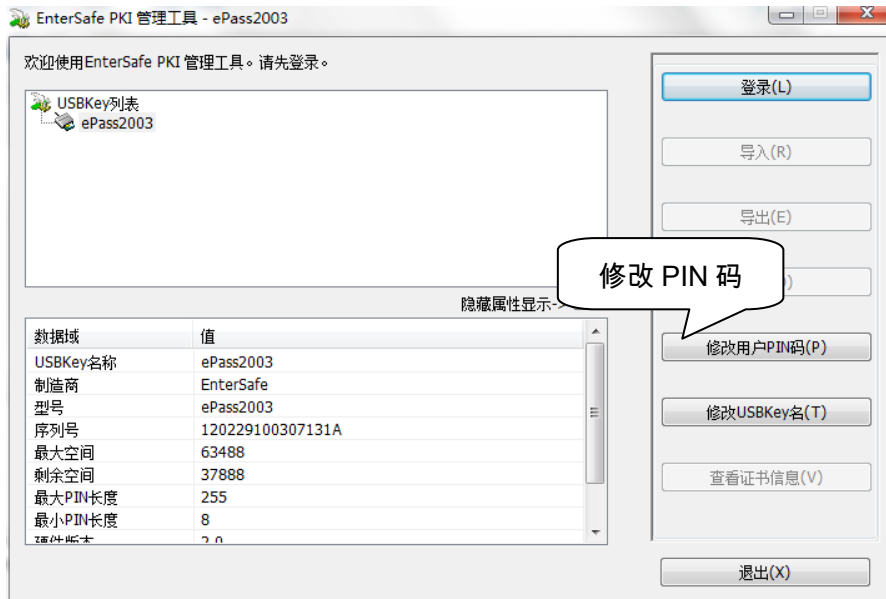 EnterSafe PKI 管理工具 - ePass2003
欢迎使用EnterSafe PKI 管理工具。请先登录。
USBKey列表
ePass2003
登录(L)
导入(R)
导出(E)
修改 PIN 码
)
隐藏属性显示-
数据域 值
USBKey名称 ePass2003
制造商 EnterSafe
型号 ePass2003
序列号 120229100307131A
最大空间 63488
剩余空间 37888
最大PIN长度 255
最小PIN长度 8
硬件版本 2.0
修改用户PIN码(P)
修改USBKey名(T)
查看证书信息(V)
退出(X)